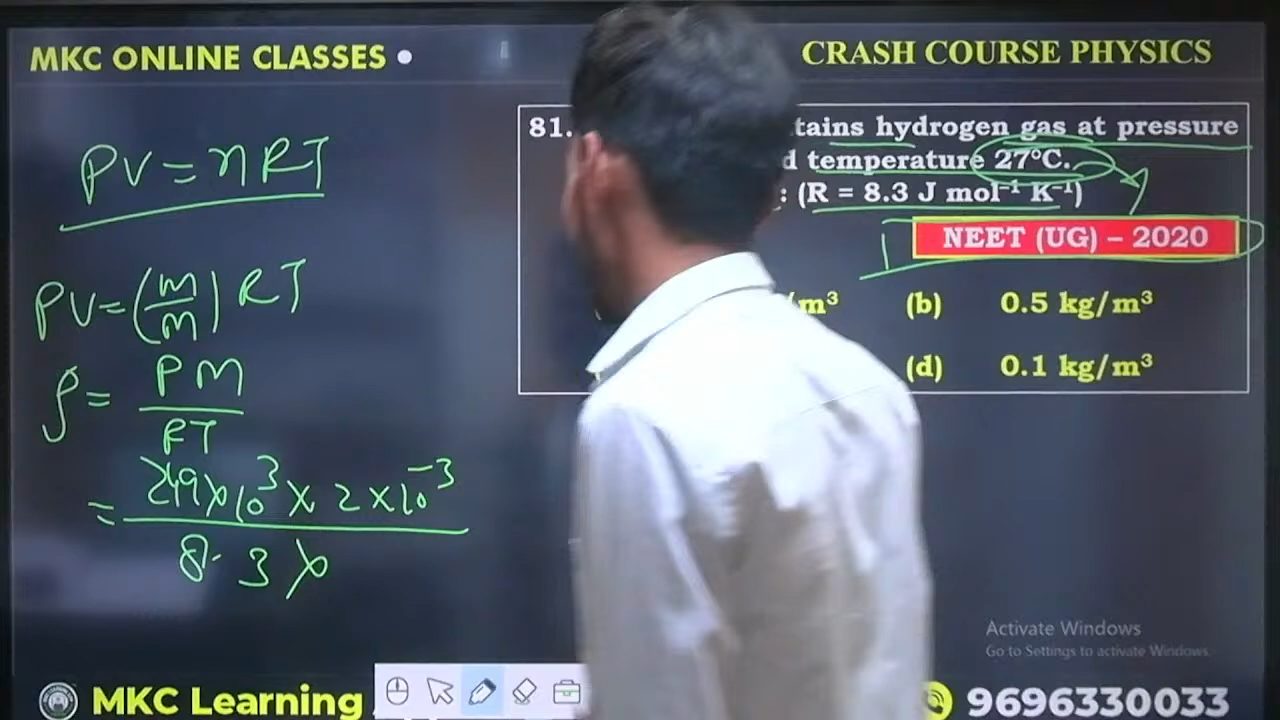 MKC ONLINE CLASSES
CRASH COURSE PHYSICS
PV = nRT
PV = (m/m) RT
ρ = PM/RT
= 249×10³ × 2×10⁻³ / 8.3×
81.
tains hydrogen gas at pressure
temperature 27°C.
: (R = 8.3 J mol⁻¹ K⁻¹)
NEET (UG) – 2020
/m³ (b) 0.5 kg/m³
(d) 0.1 kg/m³
Activate Windows
Go to Settings to activate Windows.
MKC Learning
9696330033